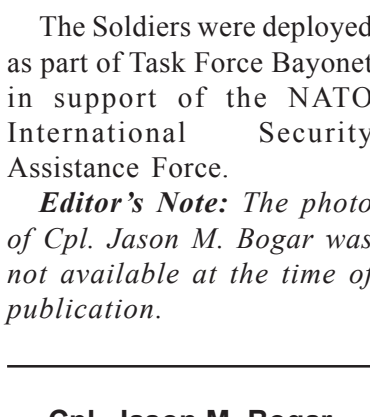 The Soldiers were deployed
as part of Task Force Bayonet
in support of the NATO
International Security
Assistance Force.
Editor's Note: The photo
of Cpl. Jason M. Bogar was
not available at the time of
publication.
Cpl. Jason M. Bogar